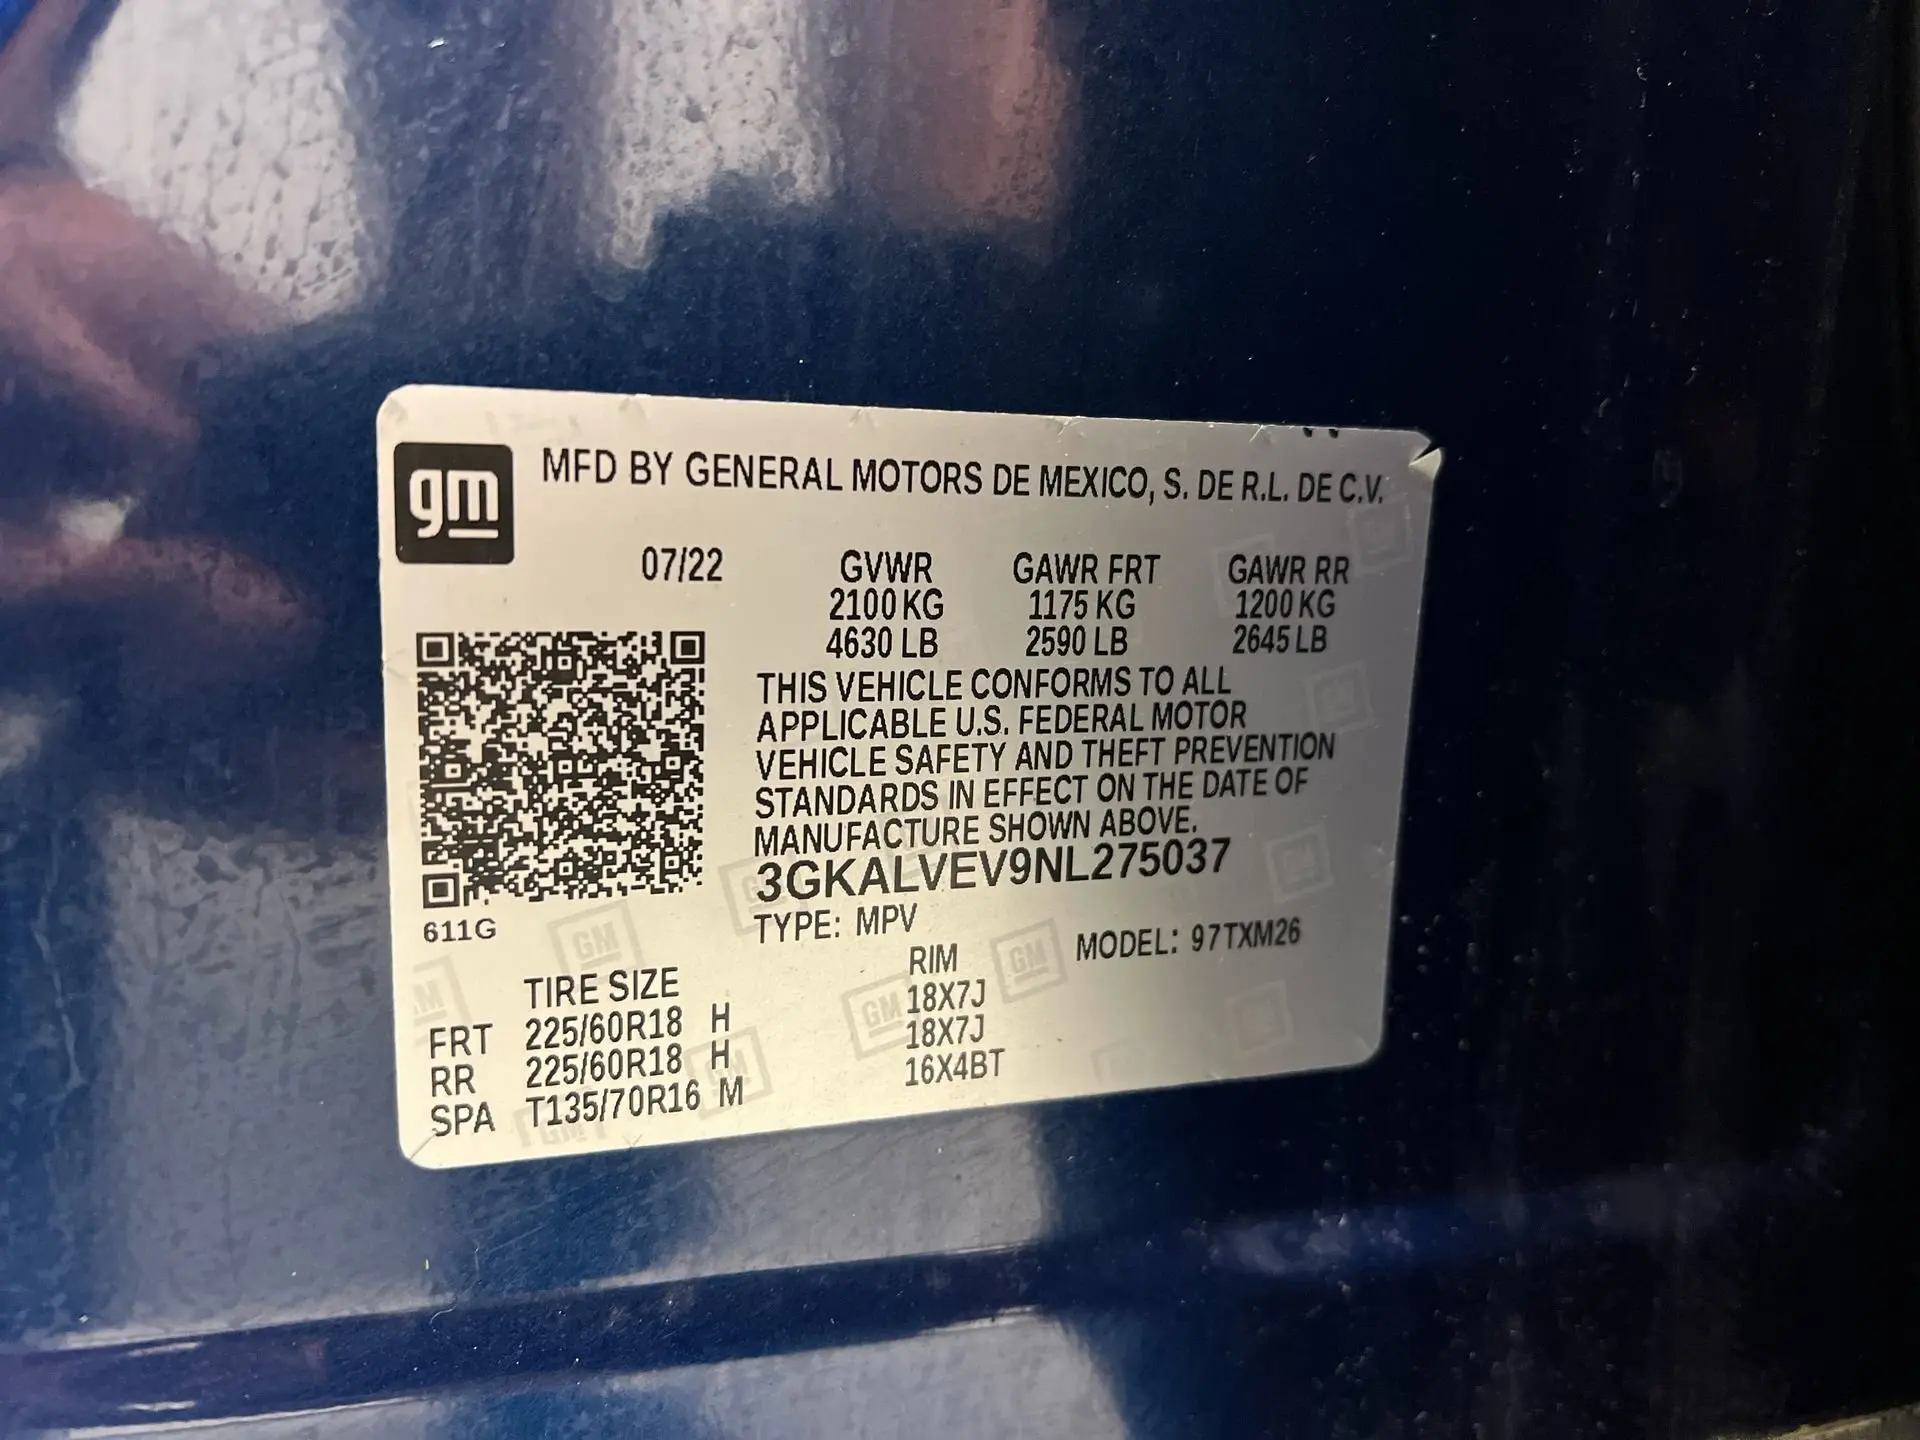 gm
MFD BY GENERAL MOTORS DE MEXICO, S. DE R.L. DE C.V.
07/22 GVWR GAWR FRT GAWR RR
2100 KG 1175 KG 1200 KG
4630 LB 2590 LB 2645 LB
THIS VEHICLE CONFORMS TO ALL
APPLICABLE U.S. FEDERAL MOTOR
VEHICLE SAFETY AND THEFT PREVENTION
STANDARDS IN EFFECT ON THE DATE OF
MANUFACTURE SHOWN ABOVE.
3GKALVEV9NL275037
611G
TYPE: MPV MODEL: 97TXM26
TIRE SIZE RIM
FRT 225/60R18 H 18X7J
RR 225/60R18 H 18X7J
SPA T135/70R16 M 16X4BT